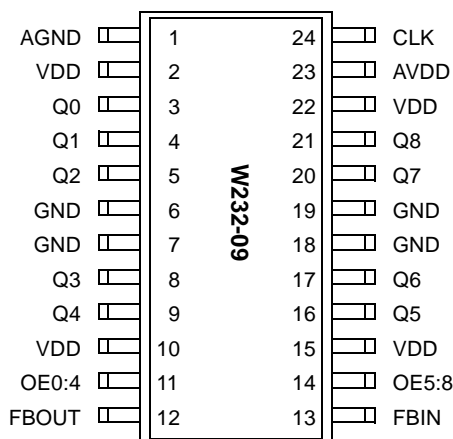 AGND 1 24 CLK
VDD 2 23 AVDD
Q0 3 22 VDD
Q1 4 21 Q8
Q2 5 20 Q7
GND 6 19 GND
GND 7 18 GND
Q3 8 17 Q6
Q4 9 16 Q5
VDD 10 15 VDD
OE0:4 11 14 OE5:8
FBOUT 12 13 FBIN
W232-09